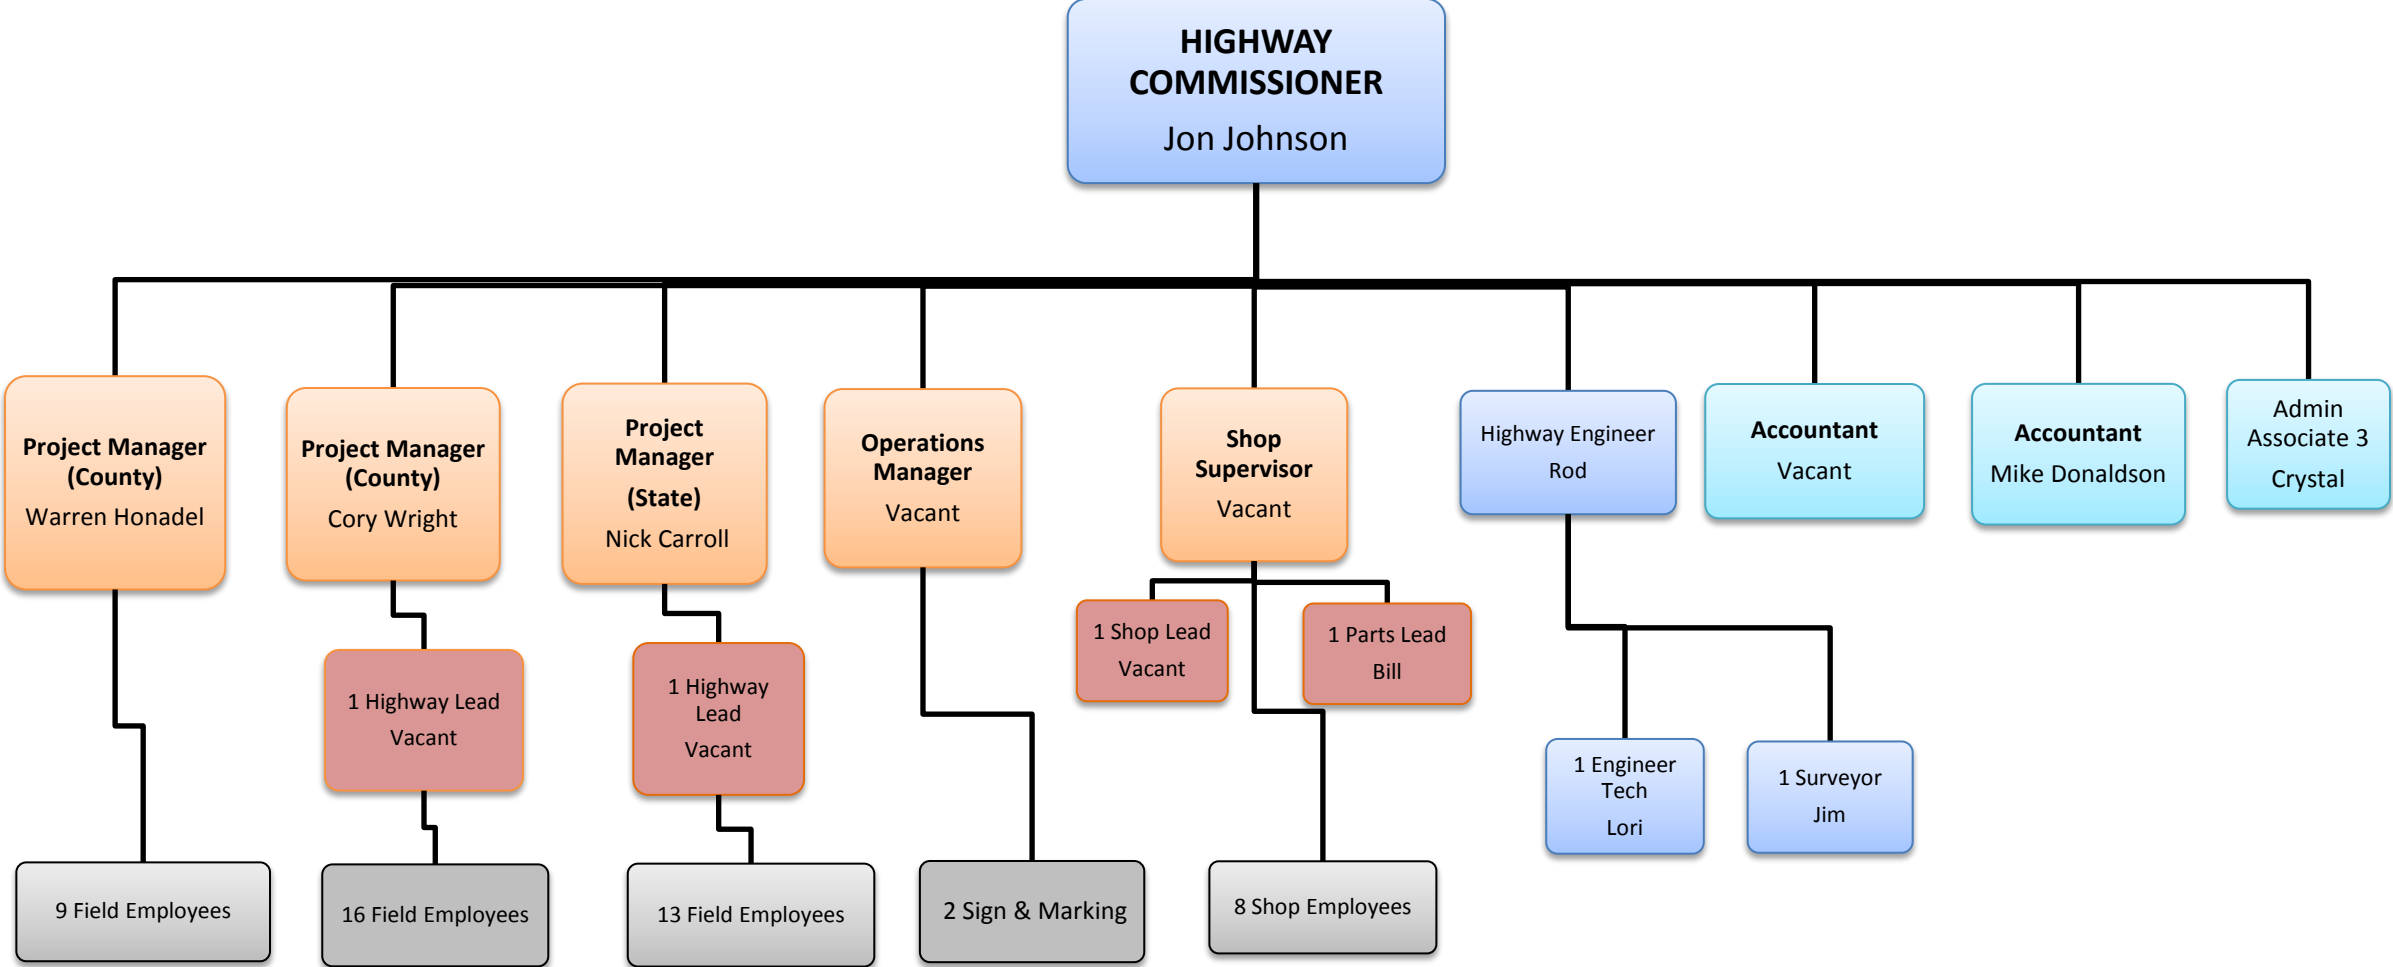 HIGHWAY
COMMISSIONER
Jon Johnson
Project Manager
(County)
Warren Honadel
Project Manager
(County)
Cory Wright
Project
Manager
(State)
Nick Carroll
Operations
Manager
Vacant
Shop
Supervisor
Vacant
Highway Engineer
Rod
Accountant
Vacant
Accountant
Mike Donaldson
Admin
Associate 3
Crystal
1 Highway Lead
Vacant
1 Highway
Lead
Vacant
1 Shop Lead
Vacant
1 Parts Lead
Bill
1 Engineer
Tech
Lori
1 Surveyor
Jim
9 Field Employees
16 Field Employees
13 Field Employees
2 Sign & Marking
8 Shop Employees